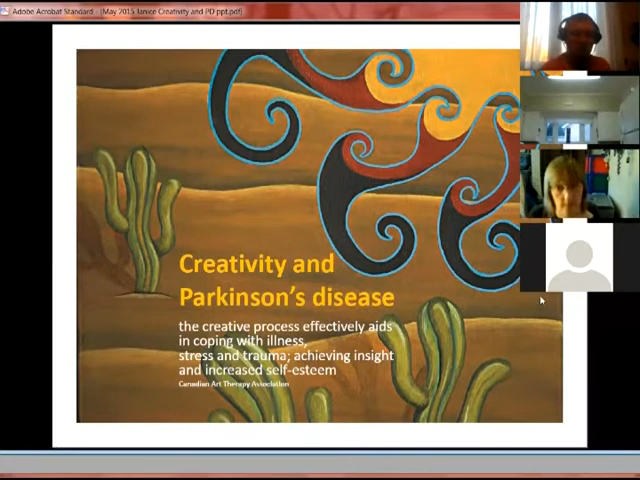 Adobe Acrobat Standard - [May 2015 Janice Creativity and PD ppt.pdf]
Creativity and
Parkinson's disease
the creative process effectively aids
in coping with illness,
stress and trauma; achieving insight
and increased self-esteem
Canadian Art Therapy Association